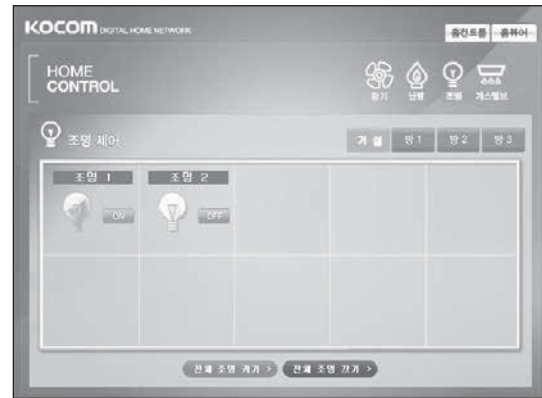 KOCOM DIGITAL HOME NETWORK
홈컨트롤 홈뷰어
HOME
CONTROL
환기 난방 조명 가스밸브
조명 제어
거 실 방 1 방 2 방 3
조명 1 조명 2
ON OFF
전체 조명 켜기 > 전체 조명 끄기 >